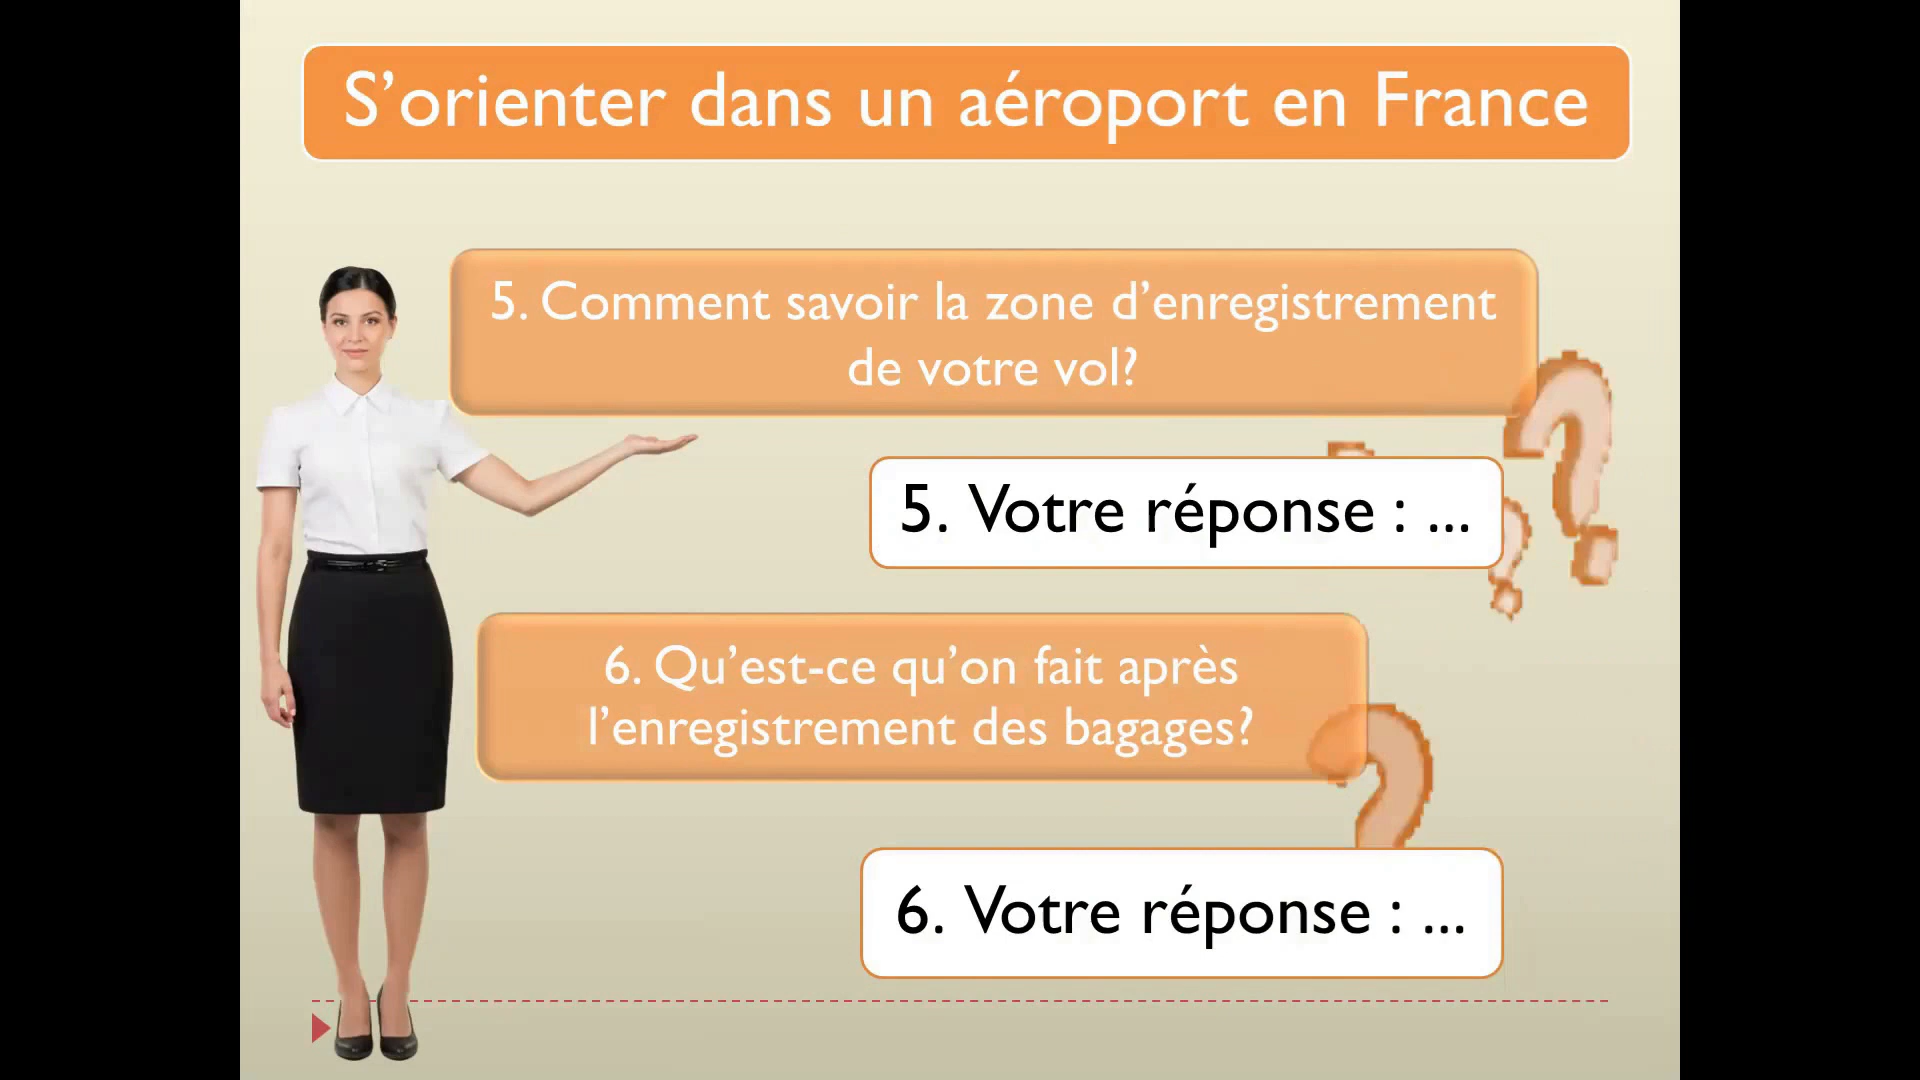 S’orienter dans un aéroport en France
5. Comment savoir la zone d’enregistrement
de votre vol?
5. Votre réponse : ...
6. Qu’est-ce qu’on fait après
l’enregistrement des bagages?
6. Votre réponse : ...